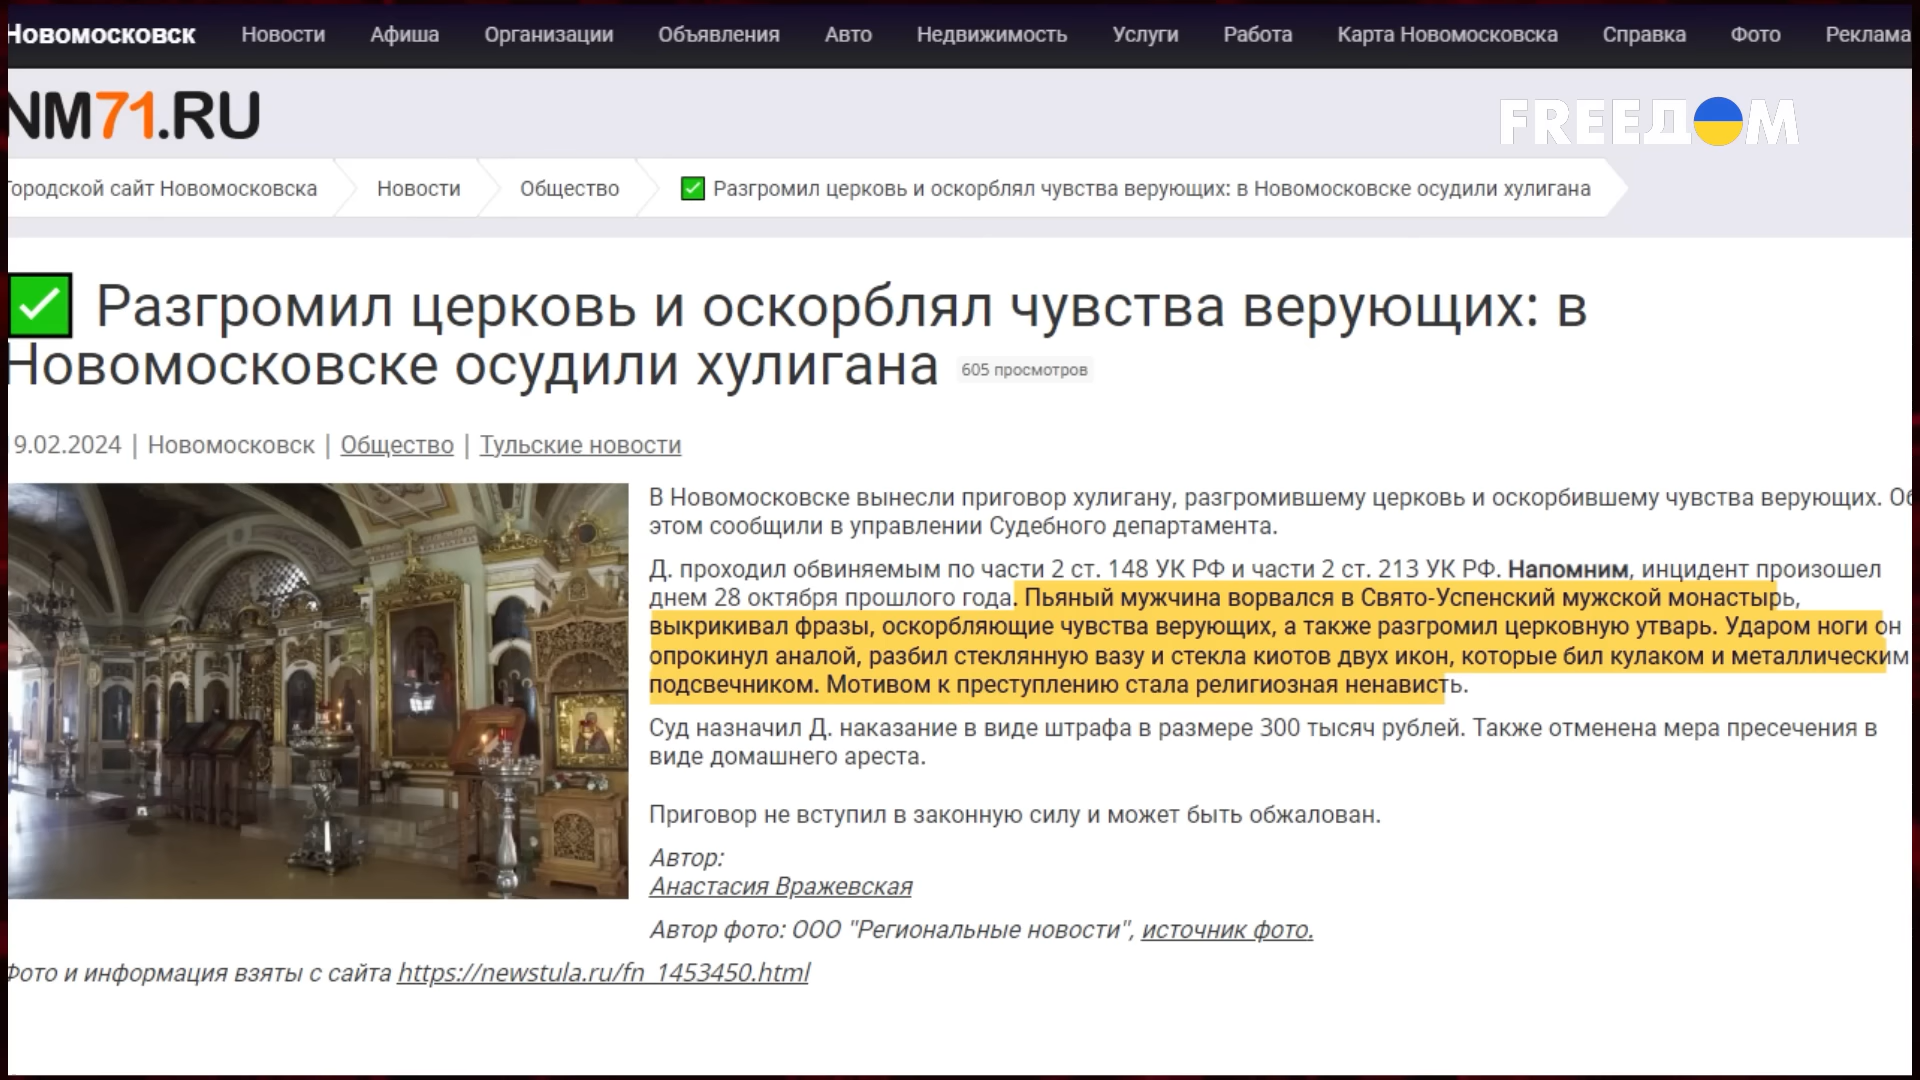 Новомосковск Новости Афиша Организации Объявления Авто Недвижимость Услуги Работа Карта Новомосковска Справка Фото Реклама
NM71.RU
FREEДOM
Городской сайт Новомосковска Новости Общество ✅ Разгромил церковь и оскорблял чувства верующих: в Новомосковске осудили хулигана
✅ Разгромил церковь и оскорблял чувства верующих: в
Новомосковске осудили хулигана 605 просмотров
9.02.2024 | Новомосковск | Общество | Тульские новости
В Новомосковске вынесли приговор хулигану, разгромившему церковь и оскорбившему чувства верующих. Об
этом сообщили в управлении Судебного департамента.
Д. проходил обвиняемым по части 2 ст. 148 УК РФ и части 2 ст. 213 УК РФ. Напомним, инцидент произошел
днем 28 октября прошлого года. Пьяный мужчина ворвался в Свято-Успенский мужской монастырь,
выкрикивал фразы, оскорбляющие чувства верующих, а также разгромил церковную утварь. Ударом ноги он
опрокинул аналой, разбил стеклянную вазу и стекла киотов двух икон, которые бил кулаком и металлическим
подсвечником. Мотивом к преступлению стала религиозная ненависть.
Суд назначил Д. наказание в виде штрафа в размере 300 тысяч рублей. Также отменена мера пресечения в
виде домашнего ареста.
Приговор не вступил в законную силу и может быть обжалован.
Автор:
Анастасия Вражевская
Автор фото: ООО "Региональные новости", источник фото.
Фото и информация взяты с сайта https://newstula.ru/fn_1453450.html